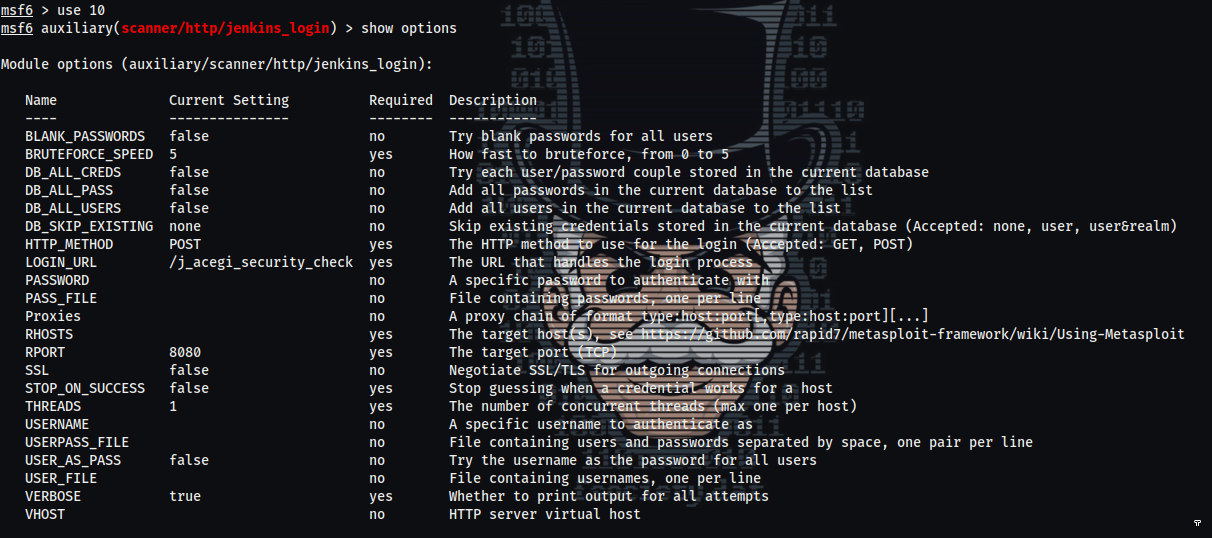 msf6 > use 10
msf6 auxiliary(scanner/http/jenkins_login) > show options
Module options (auxiliary/scanner/http/jenkins_login):
Name Current Setting Required Description
---- --------------- -------- -----------
BLANK_PASSWORDS false no Try blank passwords for all users
BRUTEFORCE_SPEED 5 yes How fast to bruteforce, from 0 to 5
DB_ALL_CREDS false no Try each user/password couple stored in the current database
DB_ALL_PASS false no Add all passwords in the current database to the list
DB_ALL_USERS false no Add all users in the current database to the list
DB_SKIP_EXISTING none no Skip existing credentials stored in the current database (Accepted: none, user, user&realm)
HTTP_METHOD POST yes The HTTP method to use for the login (Accepted: GET, POST)
LOGIN_URL /j_acegi_security_check yes The URL that handles the login process
PASSWORD no A specific password to authenticate with
PASS_FILE no File containing passwords, one per line
Proxies no A proxy chain of format type:host:port[,type:host:port][...]
RHOSTS yes The target host(s), see https://github.com/rapid7/metasploit-framework/wiki/Using-Metasploit
RPORT 8080 yes The target port (TCP)
SSL false no Negotiate SSL/TLS for outgoing connections
STOP_ON_SUCCESS false yes Stop guessing when a credential works for a host
THREADS 1 yes The number of concurrent threads (max one per host)
USERNAME no A specific username to authenticate as
USERPASS_FILE no File containing users and passwords separated by space, one pair per line
USER_AS_PASS false no Try the username as the password for all users
USER_FILE no File containing usernames, one per line
VERBOSE true yes Whether to print output for all attempts
VHOST no HTTP server virtual host